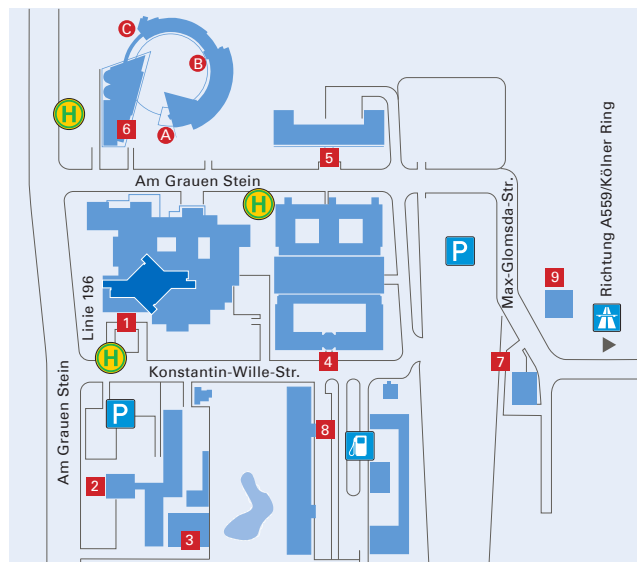 C
B
H
A
6
5
Am Grauen Stein
H
Max-Glomsda-Str.
Richtung A559/Kölner Ring
P
9
Linie 196
1
H
4
7
Konstantin-Wille-Str.
Am Grauen Stein
P
8
2
3